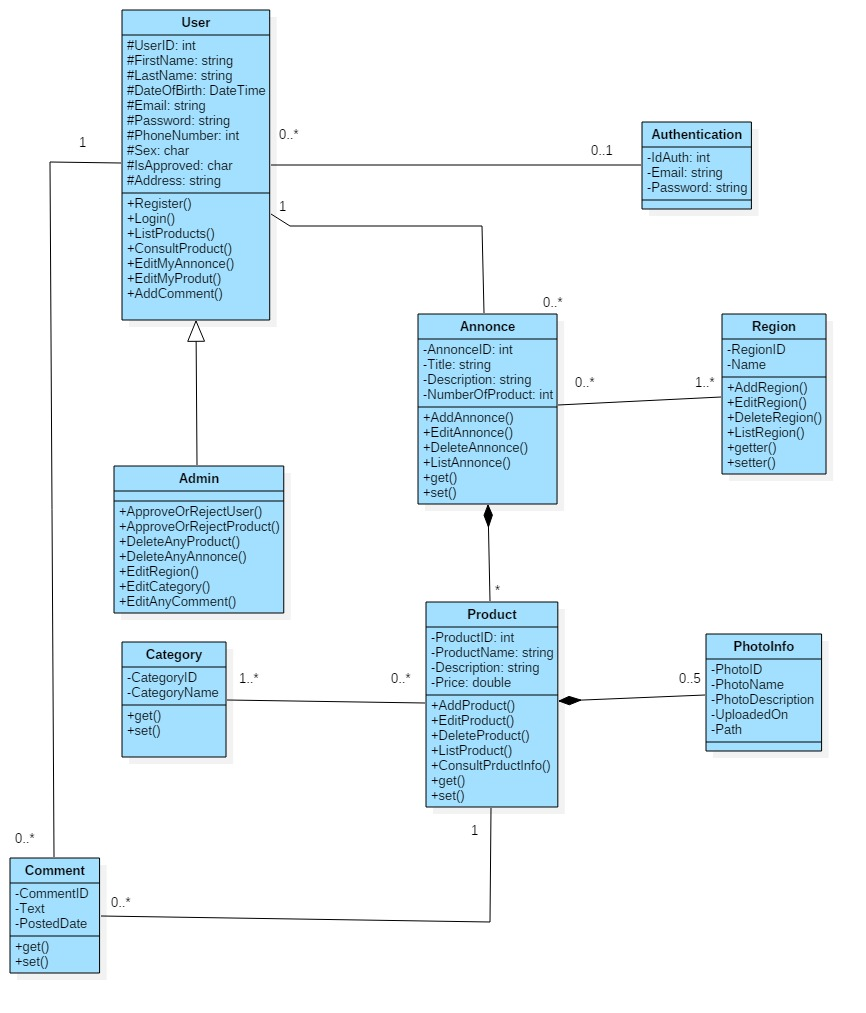 User
#UserID: int
#FirstName: string
#LastName: string
#DateOfBirth: DateTime
#Email: string
#Password: string
#PhoneNumber: int
#Sex: char
#IsApproved: char
#Address: string
+Register()
+Login()
+ListProducts()
+ConsultProduct()
+EditMyAnnonce()
+EditMyProdut()
+AddComment()
1
0..*
0..1
1
Authentication
-IdAuth: int
-Email: string
-Password: string
0..*
Annonce
-AnnonceID: int
-Title: string
-Description: string
-NumberOfProduct: int
+AddAnnonce()
+EditAnnonce()
+DeleteAnnonce()
+ListAnnonce()
+get()
+set()
0..*
1..*
Region
-RegionID
-Name
+AddRegion()
+EditRegion()
+DeleteRegion()
+ListRegion()
+getter()
+setter()
Admin
+ApproveOrRejectUser()
+ApproveOrRejectProduct()
+DeleteAnyProduct()
+DeleteAnyAnnonce()
+EditRegion()
+EditCategory()
+EditAnyComment()
*
Category
-CategoryID
-CategoryName
+get()
+set()
1..*
0..*
Product
-ProductID: int
-ProductName: string
-Description: string
-Price: double
+AddProduct()
+EditProduct()
+DeleteProduct()
+ListProduct()
+ConsultPrductInfo()
+get()
+set()
0..5
PhotoInfo
-PhotoID
-PhotoName
-PhotoDescription
-UploadedOn
-Path
1
0..*
Comment
-CommentID
-Text
-PostedDate
+get()
+set()
0..*